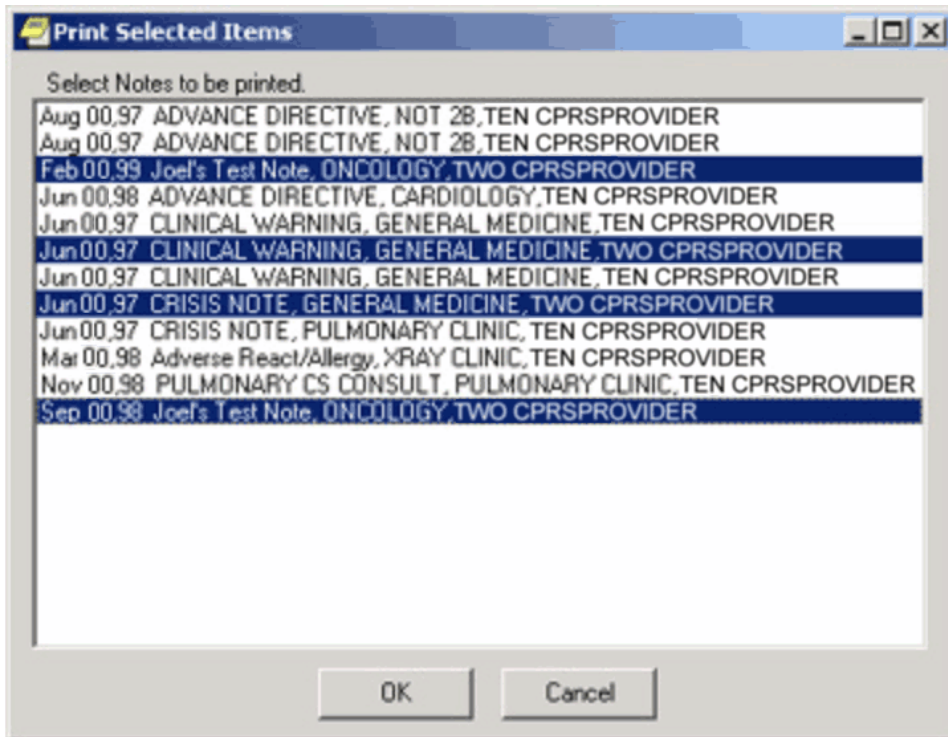 Print Selected Items
Select Notes to be printed.
Aug 00,97 ADVANCE DIRECTIVE, NOT 2B,TEN CPRSPROVIDER
Aug 00,97 ADVANCE DIRECTIVE, NOT 2B,TEN CPRSPROVIDER
Feb 00,99 Joel's Test Note, ONCOLOGY,TWO CPRSPROVIDER
Jun 00,98 ADVANCE DIRECTIVE, CARDIOLOGY,TEN CPRSPROVIDER
Jun 00,97 CLINICAL WARNING, GENERAL MEDICINE,TEN CPRSPROVIDER
Jun 00,97 CLINICAL WARNING, GENERAL MEDICINE,TWO CPRSPROVIDER
Jun 00,97 CLINICAL WARNING, GENERAL MEDICINE, TEN CPRSPROVIDER
Jun 00,97 CRISIS NOTE, GENERAL MEDICINE,TWO CPRSPROVIDER
Jun 00,97 CRISIS NOTE, PULMONARY CLINIC,TEN CPRSPROVIDER
Mar 00,98 Adverse React/Allergy, XRAY CLINIC,TEN CPRSPROVIDER
Nov 00,98 PULMONARY CS CONSULT, PULMONARY CLINIC,TEN CPRSPROVIDER
Sep 00,98 Joel's Test Note, ONCOLOGY,TWO CPRSPROVIDER
OK Cancel